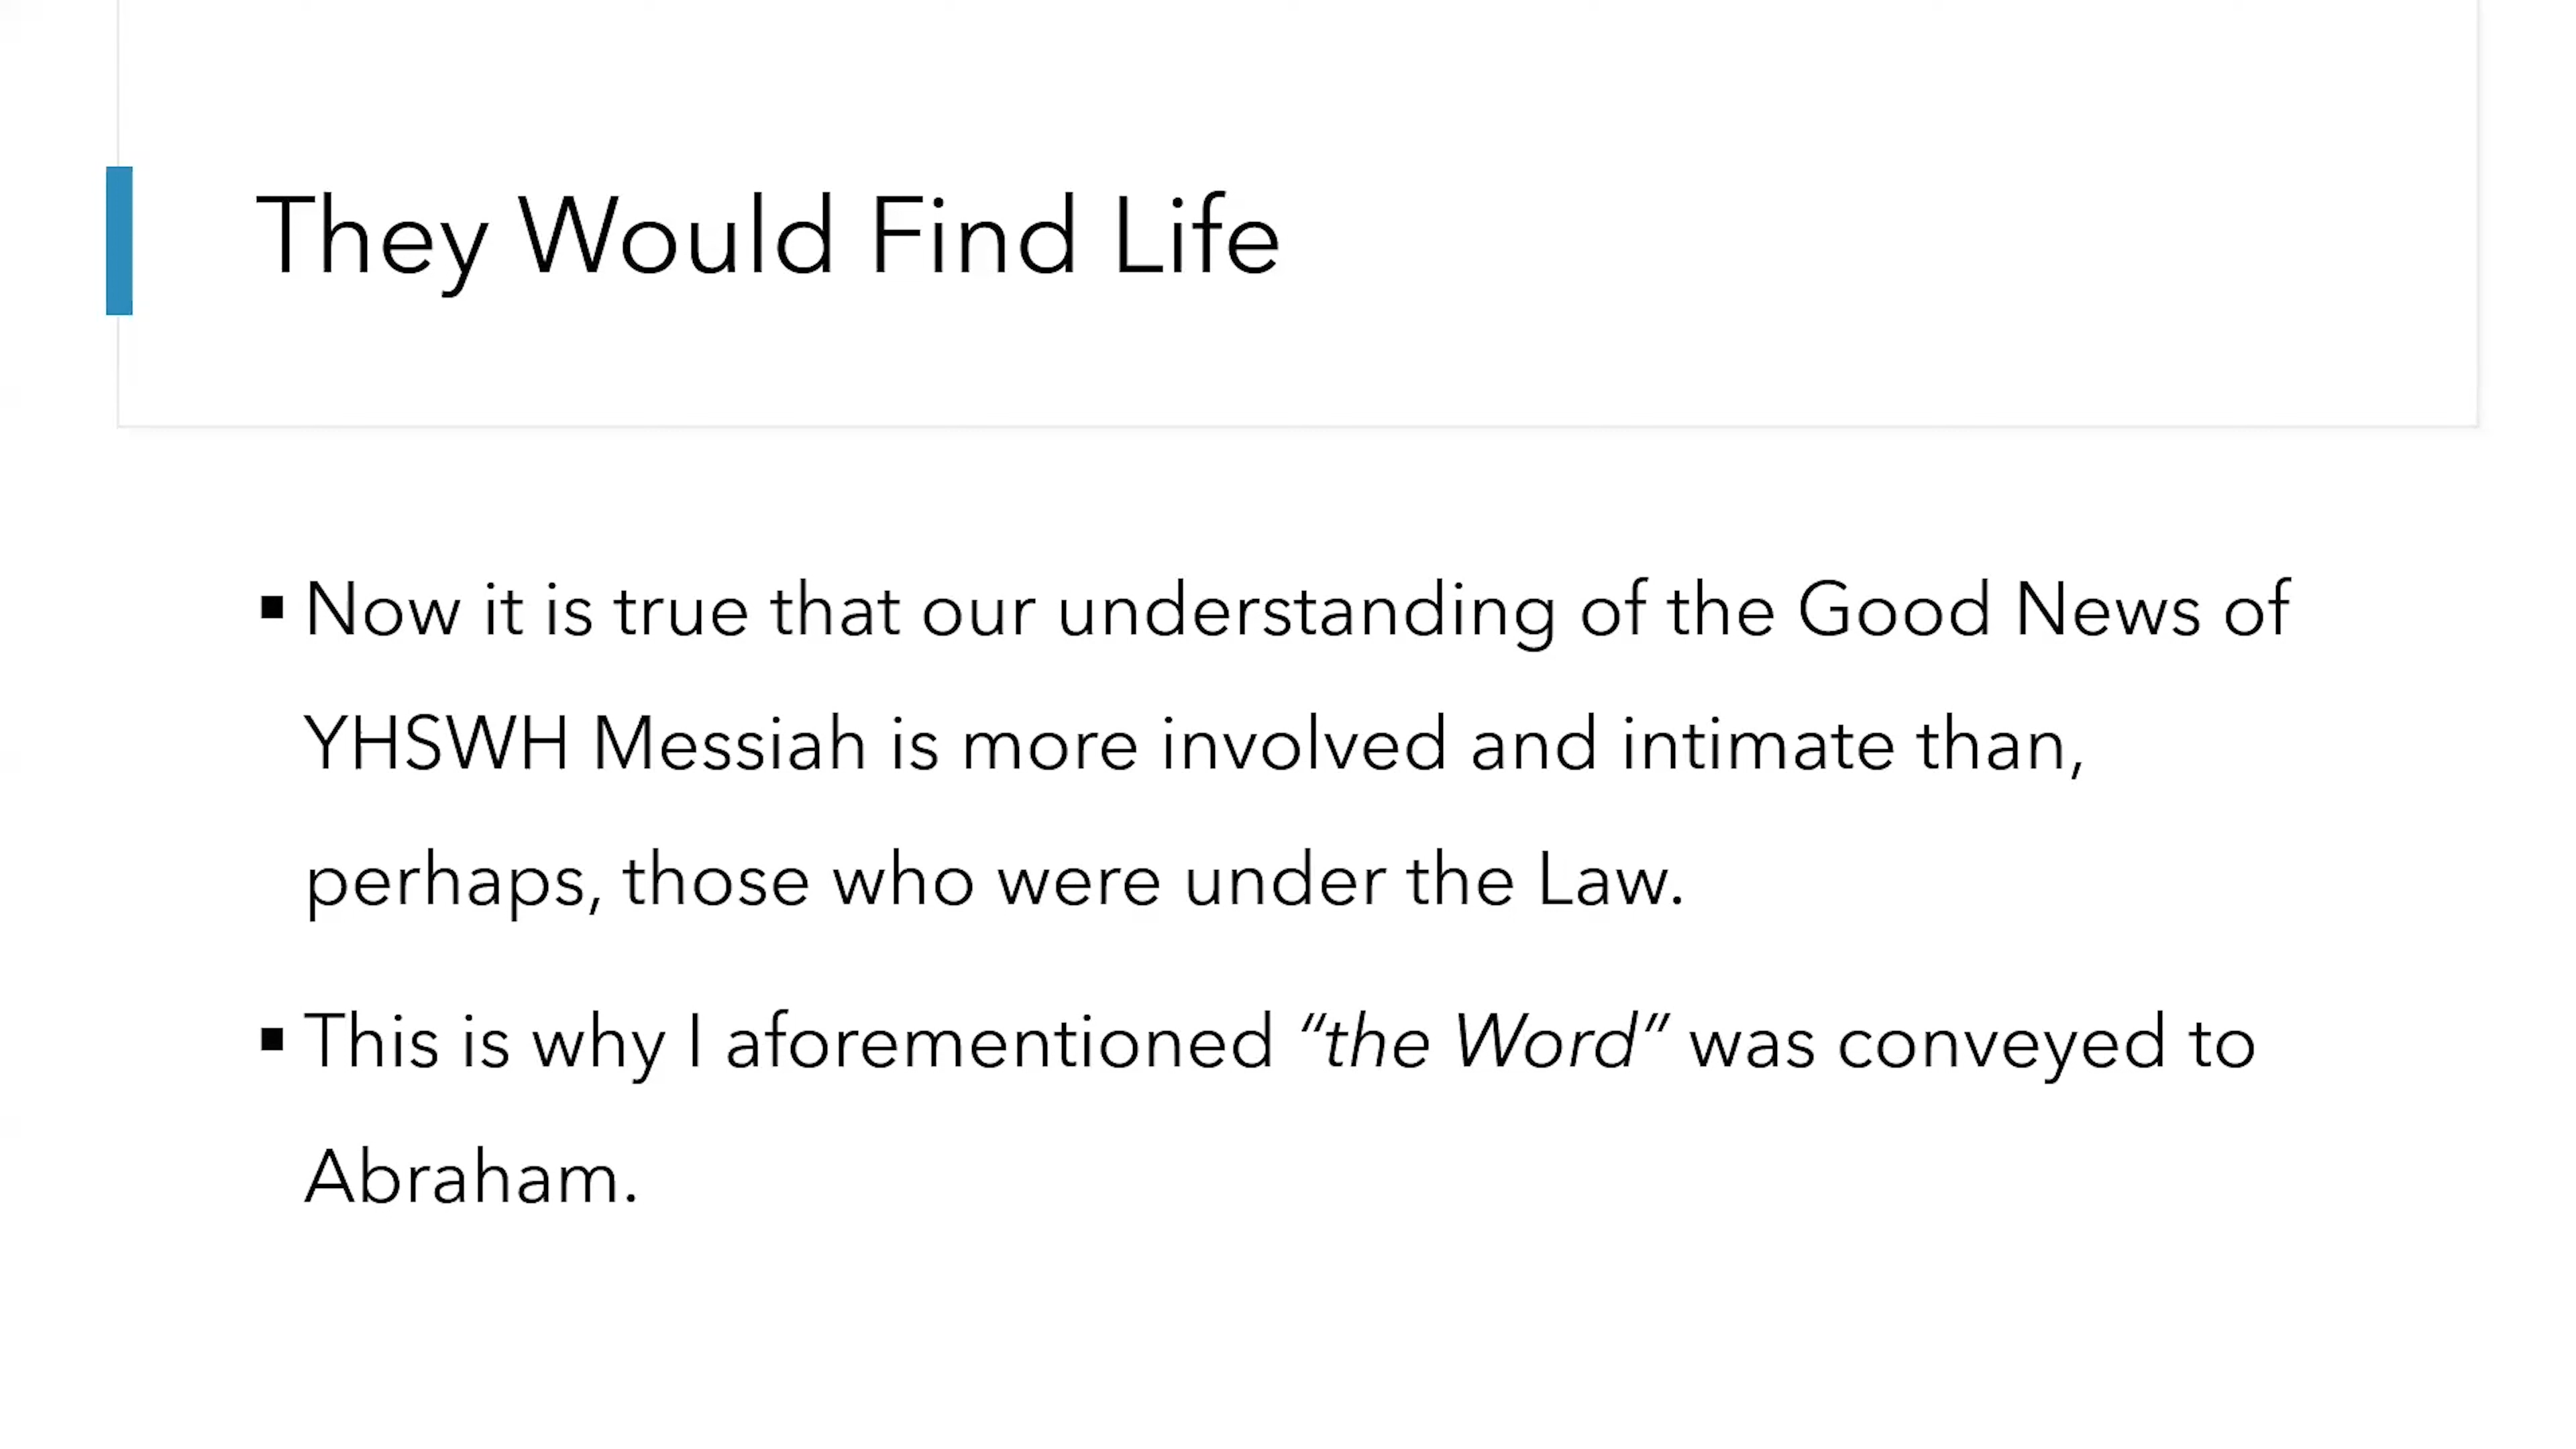 They Would Find Life
▪ Now it is true that our understanding of the Good News of
YHSWH Messiah is more involved and intimate than,
perhaps, those who were under the Law.
▪ This is why I aforementioned “the Word” was conveyed to
Abraham.